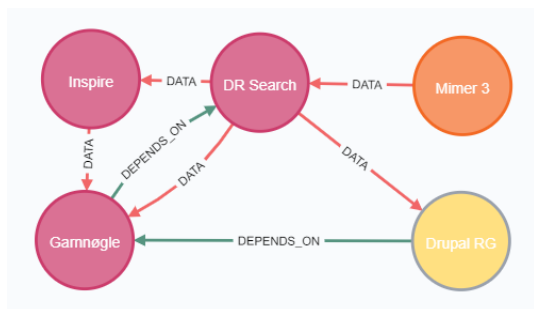 Inspire
DATA
DR Search
DATA
Mimer 3
DATA
DEPENDS_ON
DATA
DATA
Garnnøgle
DEPENDS_ON
Drupal RG